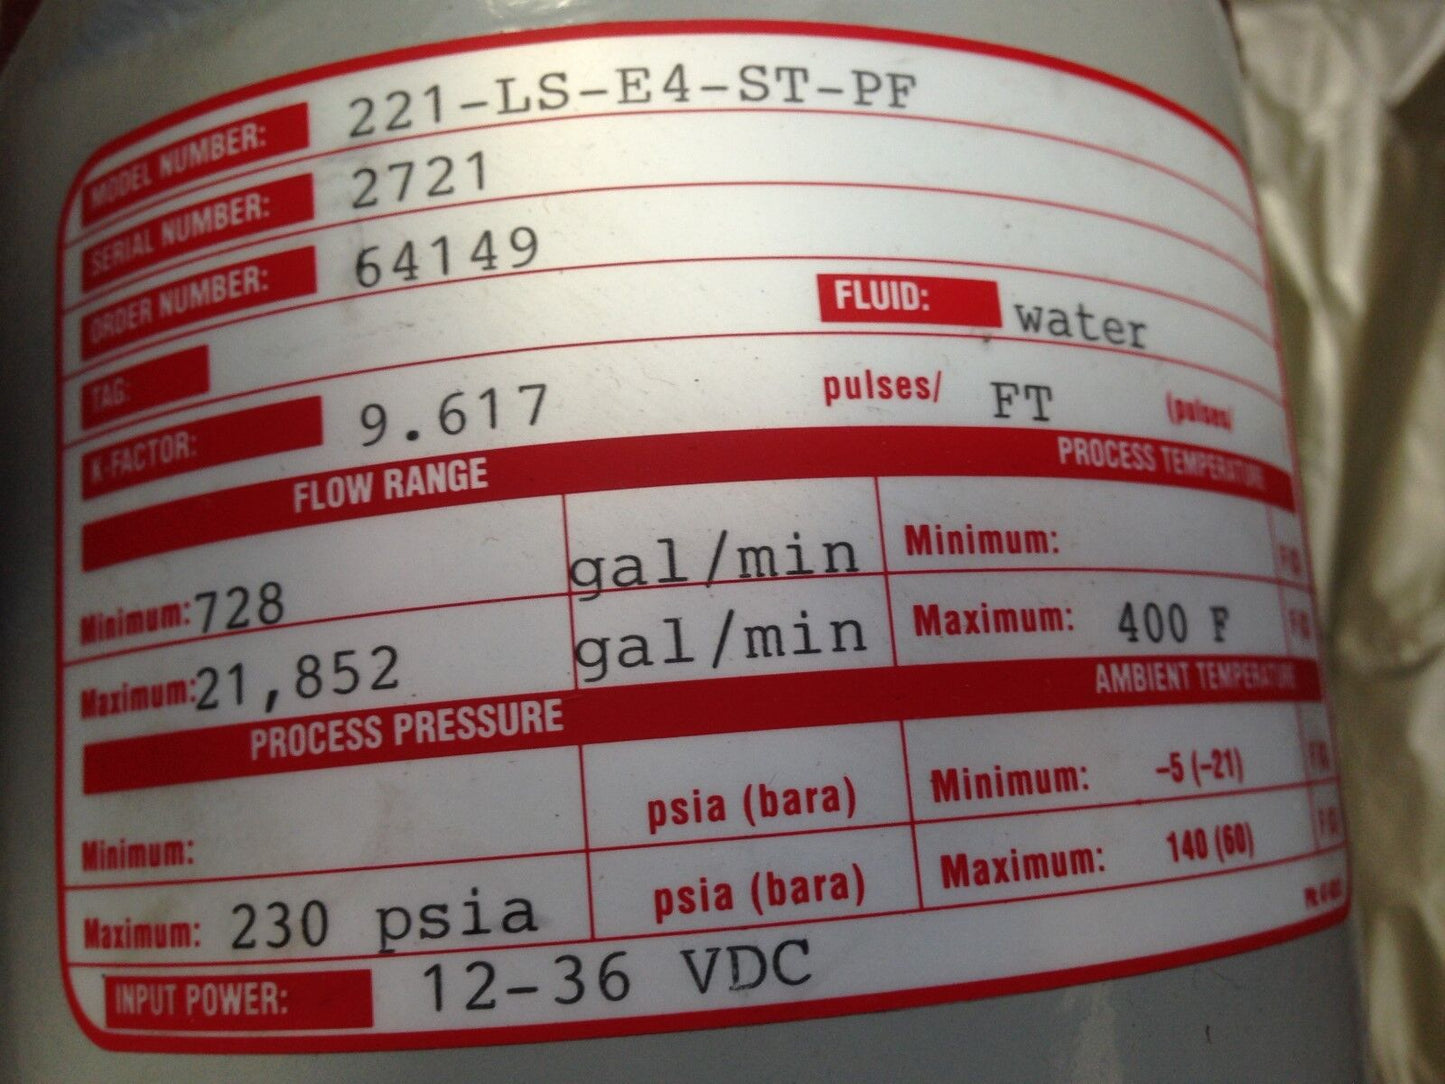 MODEL NUMBER: 221-LS-E4-ST-PF
SERIAL NUMBER: 2721
ORDER NUMBER: 64149
TAG: FLUID: water
K-FACTOR: 9.617 pulses/ FT (pulses/
FLOW RANGE PROCESS TEMPERATURE
Minimum: 728 gal/min Minimum:
Maximum: 21,852 gal/min Maximum: 400 F
PROCESS PRESSURE AMBIENT TEMPERATURE
Minimum: psia (bara) Minimum: -5 (-21)
Maximum: 230 psia psia (bara) Maximum: 140 (60)
INPUT POWER: 12-36 VDC